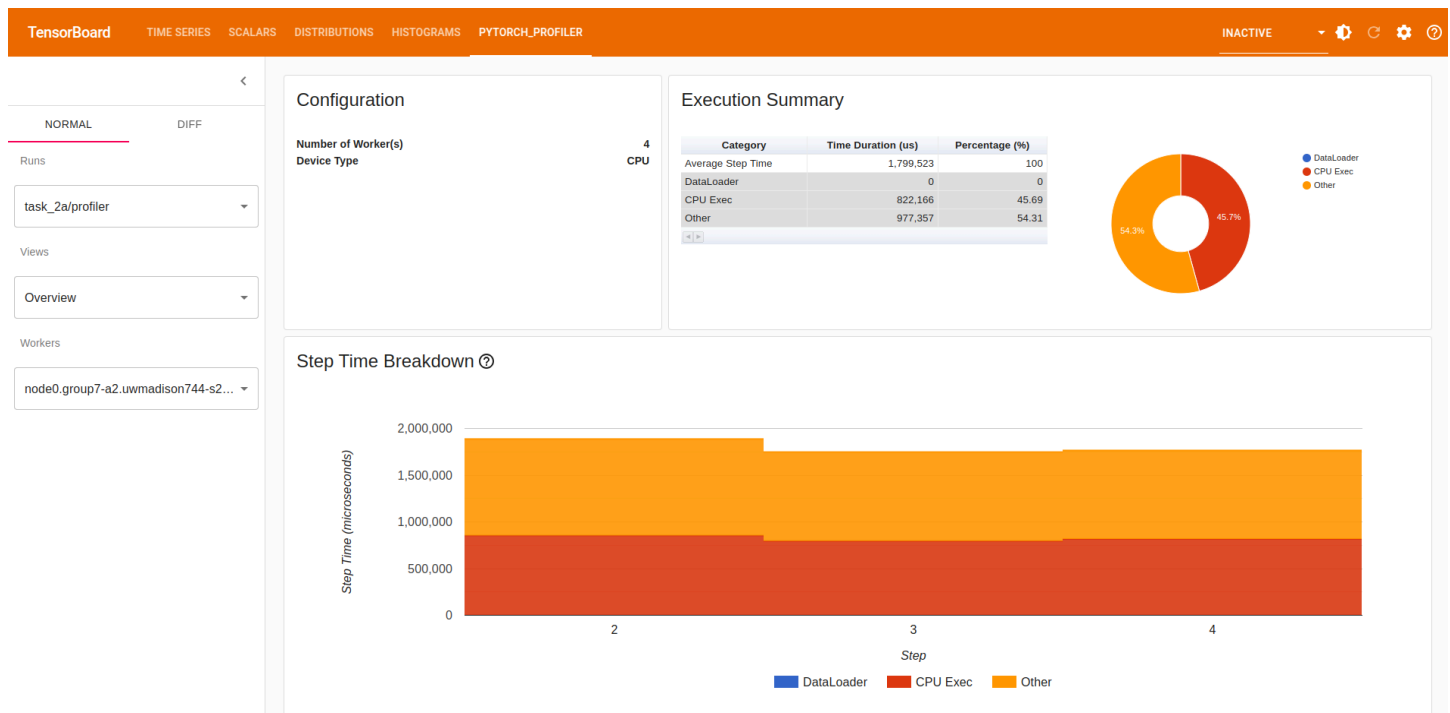 TensorBoard TIME SERIES SCALARS DISTRIBUTIONS HISTOGRAMS PYTORCH_PROFILER INACTIVE
NORMAL DIFF
Runs
task_2a/profiler
Views
Overview
Workers
node0.group7-a2.uwmadison744-s2...
Configuration
Number of Worker(s) 4
Device Type CPU
Execution Summary
Category Time Duration (us) Percentage (%)
Average Step Time 1,799,523 100
DataLoader 0 0
CPU Exec 822,166 45.69
Other 977,357 54.31
DataLoader
CPU Exec
Other
45.7%
54.3%
Step Time Breakdown
Step Time (microseconds)
2,000,000
1,500,000
1,000,000
500,000
0
2 3 4
Step
DataLoader CPU Exec Other